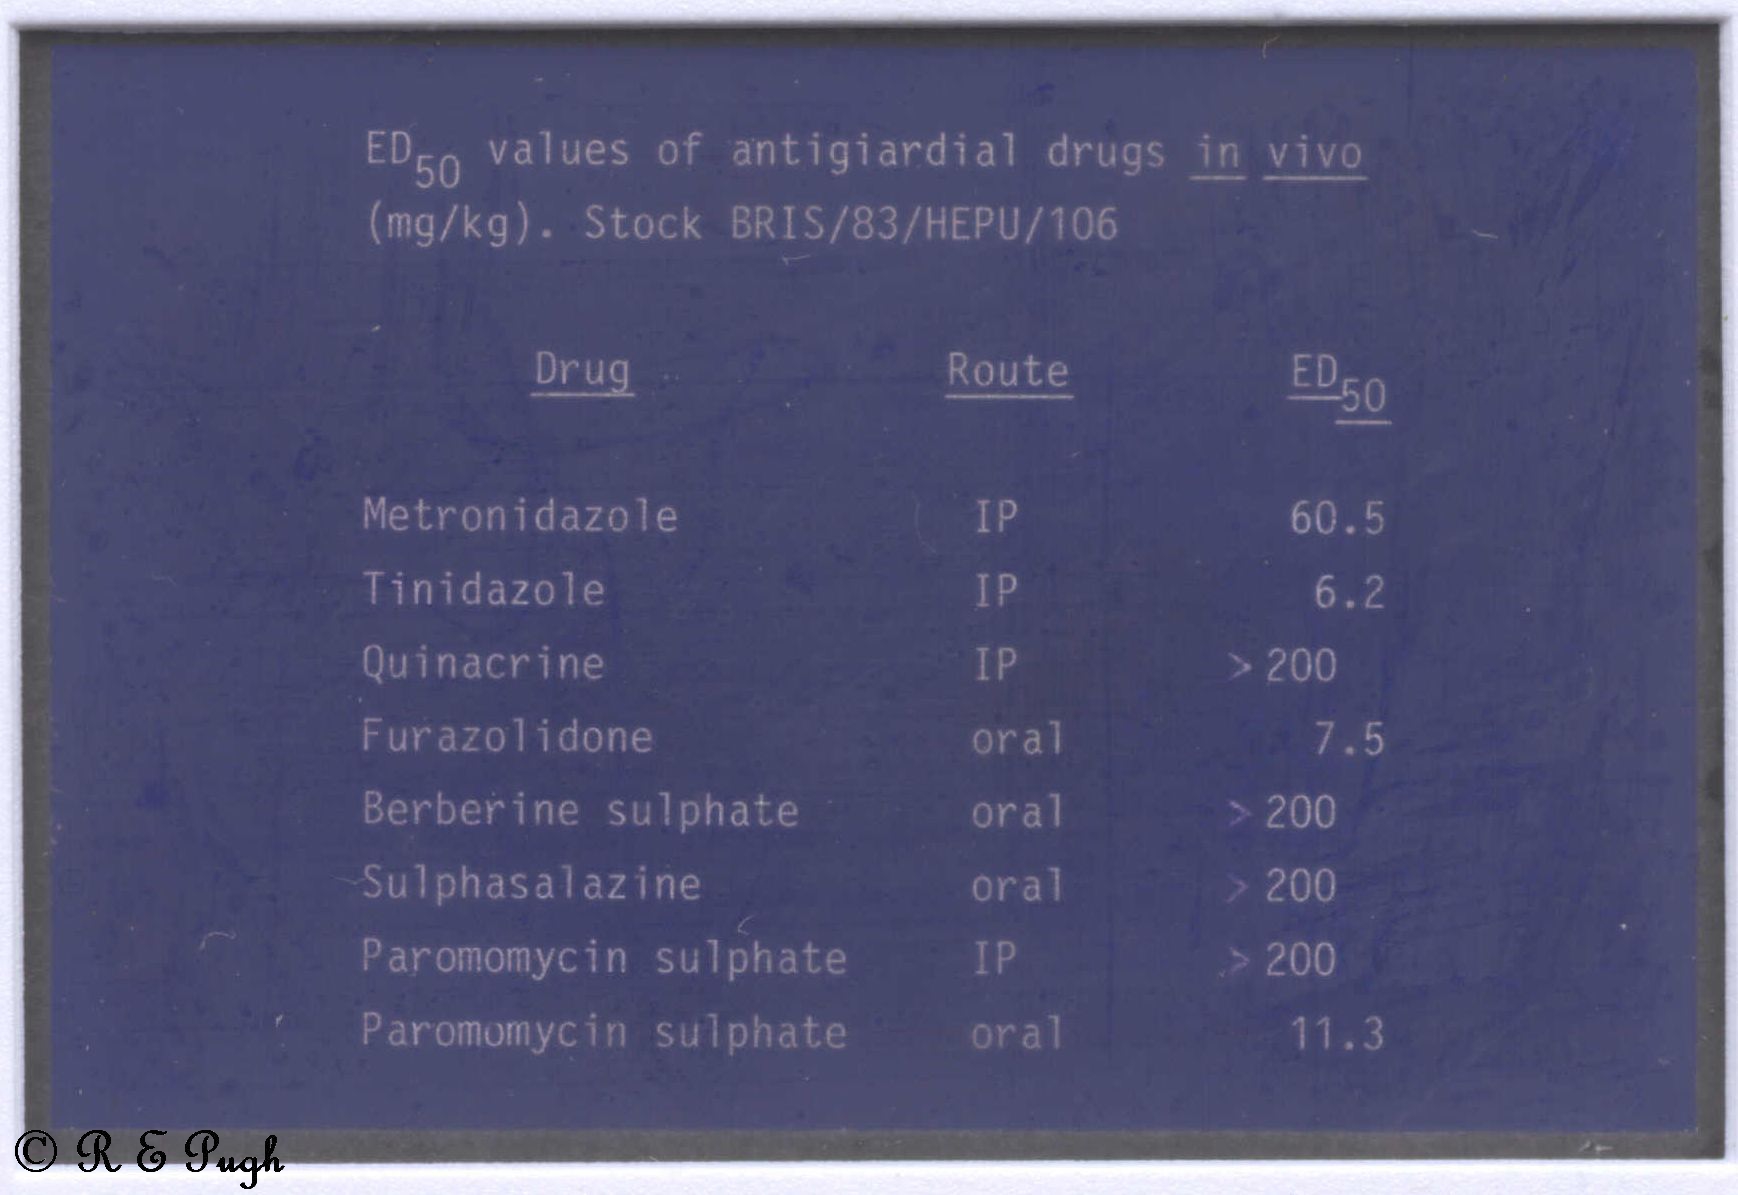 ED50 values of antigiardial drugs in vivo
(mg/kg). Stock BRIS/83/HEPU/106
Drug Route ED50
Metronidazole IP 60.5
Tinidazole IP 6.2
Quinacrine IP > 200
Furazolidone oral 7.5
Berberine sulphate oral > 200
Sulphasalazine oral > 200
Paromomycin sulphate IP > 200
Paromomycin sulphate oral 11.3
© R & Pugh